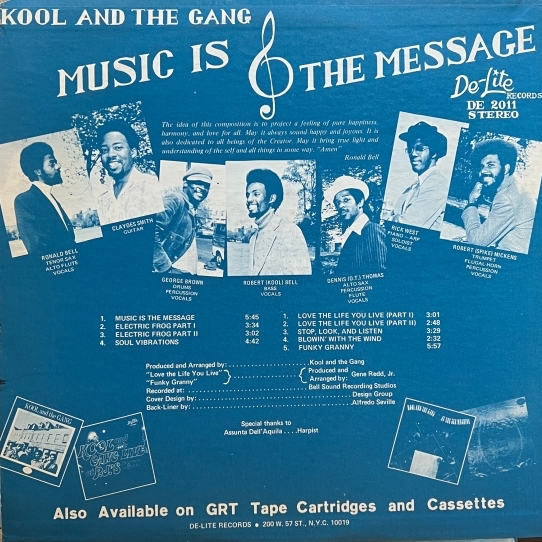 KOOL AND THE GANG
MUSIC IS THE MESSAGE
De-Lite
RECORDS
DE 2011
STEREO
The idea of this composition is to project a feeling of pure happiness,
harmony, and love for all. May it always sound happy and joyous. It is
also dedicated to all beings of the Creator. May it bring true light and
understanding of the self and all things in some way. "Amen"
Ronald Bell
RONALD BELL
TENOR SAX
ALTO FLUTE
VOCALS
CLAYDES SMITH
GUITAR
GEORGE BROWN
DRUMS
PERCUSSION
VOCALS
ROBERT (KOOL) BELL
BASS
VOCALS
DENNIS (D.T.) THOMAS
ALTO SAX
PERCUSSION
FLUTE
VOCALS
RICK WEST
PIANO - ARP
SOLOIST
VOCALS
ROBERT (SPIKE) MICKENS
TRUMPET
FLUGAL HORN
PERCUSSION
VOCALS
1. MUSIC IS THE MESSAGE 5:45
2. ELECTRIC FROG PART I 3:34
3. ELECTRIC FROG PART II 3:02
4. SOUL VIBRATIONS 4:42
1. LOVE THE LIFE YOU LIVE (PART I) 3:01
2. LOVE THE LIFE YOU LIVE (PART II) 2:48
3. STOP, LOOK, AND LISTEN 3:29
4. BLOWIN' WITH THE WIND 2:32
5. FUNKY GRANNY 5:57
Produced and Arranged by: Kool and the Gang
"Love the Life You Live" Produced and
"Funky Granny" Arranged by: Gene Redd, Jr.
Recorded at: Bell Sound Recording Studios
Cover Design by: Design Group
Back-Liner by: Alfredo Seville
Special thanks to
Assunta Dell'Aquila .... Harpist
KOOL and the GANG
KOOL and the GANG LIVE at P.J.'S
KOOL AND THE GANG
Also Available on GRT Tape Cartridges and Cassettes
DE-LITE RECORDS • 200 W. 57 ST., N.Y.C. 10019